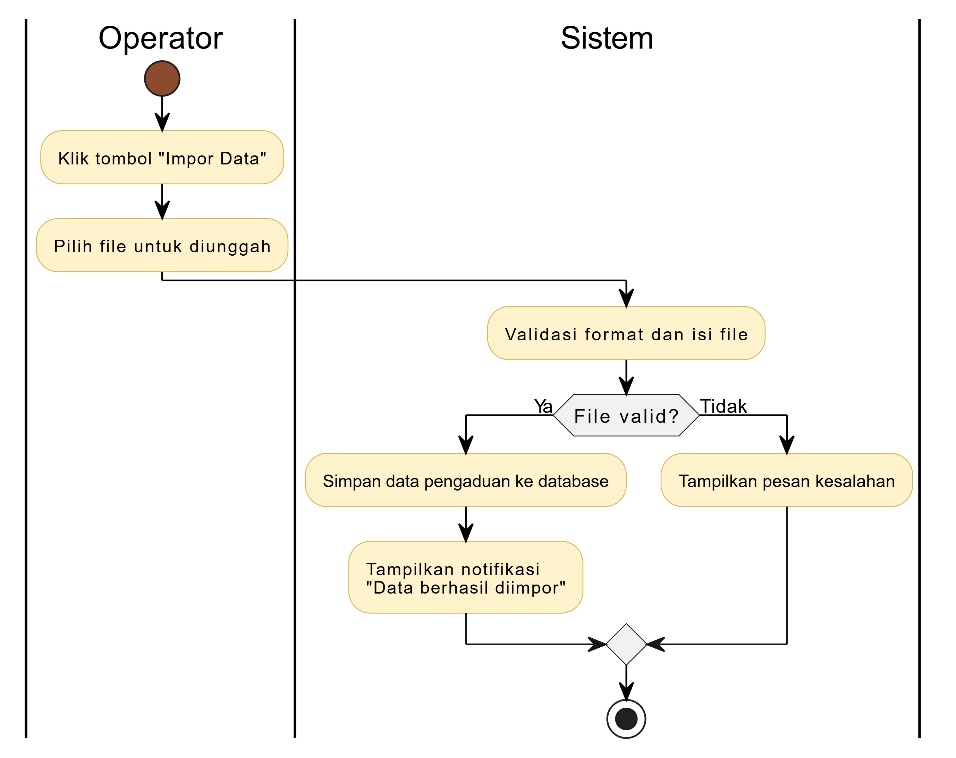 Operator
Sistem
Klik tombol "Impor Data"
Pilih file untuk diunggah
Validasi format dan isi file
Ya
File valid?
Tidak
Simpan data pengaduan ke database
Tampilkan pesan kesalahan
Tampilkan notifikasi
"Data berhasil diimpor"